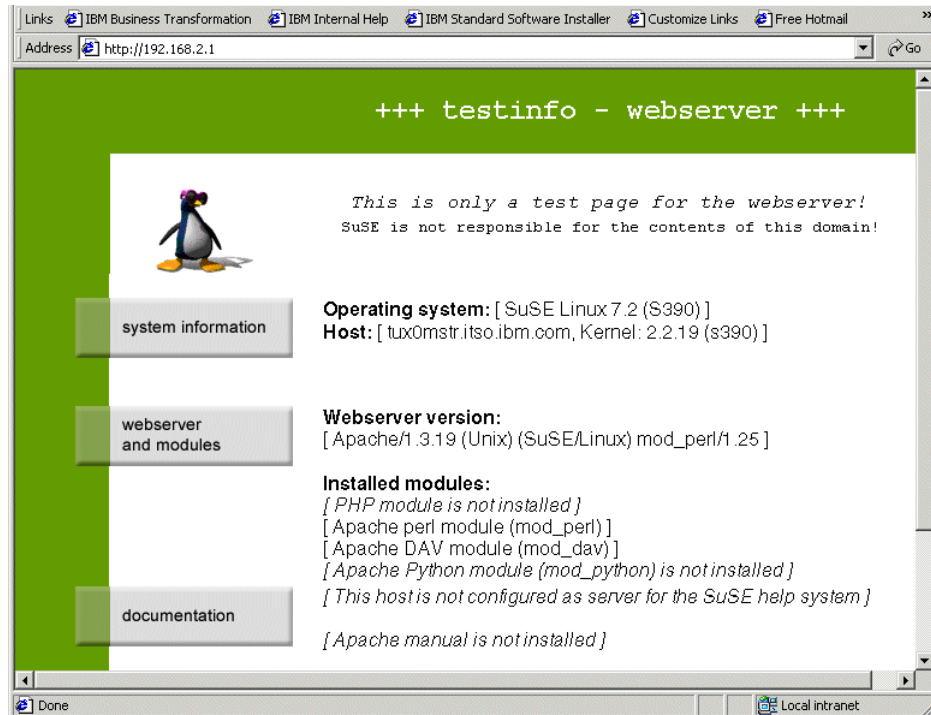 Links IBM Business Transformation IBM Internal Help IBM Standard Software Installer Customize Links Free Hotmail »
Address http://192.168.2.1 Go
+++ testinfo - webserver +++
This is only a test page for the webserver!
SuSE is not responsible for the contents of this domain!
system information
Operating system: [ SuSE Linux 7.2 (S390) ]
Host: [ tux0mstr.itso.ibm.com, Kernel: 2.2.19 (s390) ]
webserver
and modules
Webserver version:
[ Apache/1.3.19 (Unix) (SuSE/Linux) mod_perl/1.25 ]
Installed modules:
[ PHP module is not installed ]
[ Apache perl module (mod_perl) ]
[ Apache DAV module (mod_dav) ]
[ Apache Python module (mod_python) is not installed ]
documentation
[ This host is not configured as server for the SuSE help system ]
[ Apache manual is not installed ]
Done Local intranet